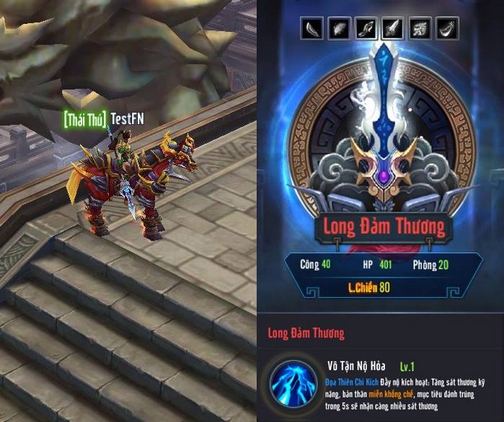 [Thái Thú] TestFN
Long Đảm Thương
Công 40 HP 401 Phòng 20
L.Chiến 80
Long Đảm Thương
Vô Tận Nộ Hỏa Lv.1
Đọa Thiên Chi Kích Đầy nộ kích hoạt: Tăng sát thương kỹ
năng, bản thân miễn khống chế, mục tiêu đánh trúng
trong 5s sẽ nhận càng nhiều sát thương